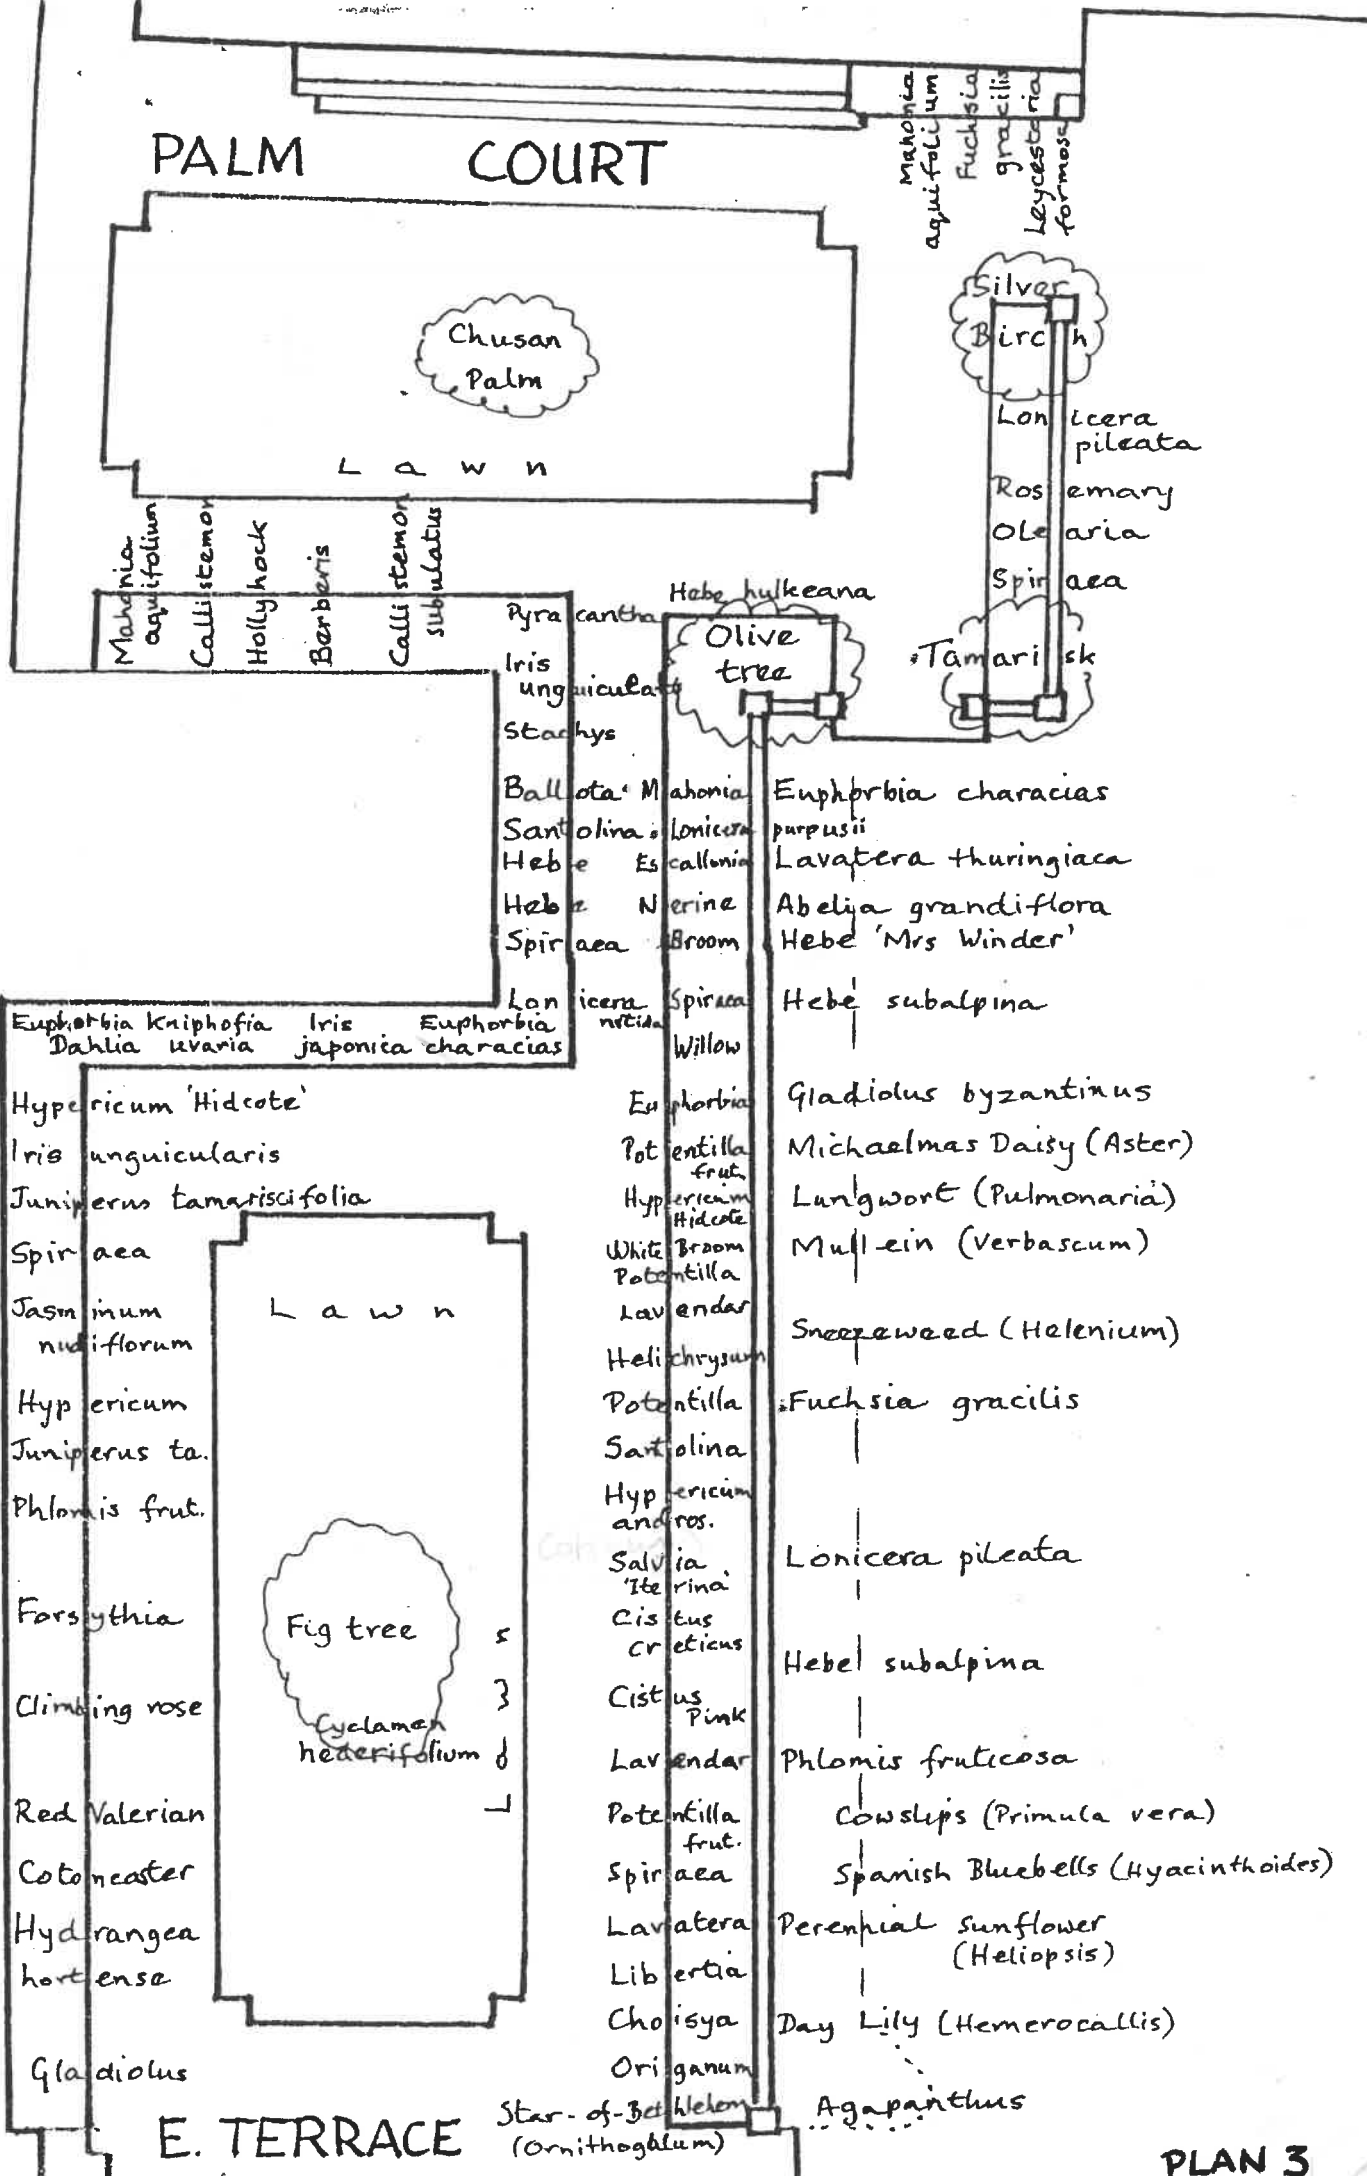 PALM COURT
Mahonia
aquifolium
Fuchsia
gracilis
Leycesteria
formosa
Silver
Birch
Chusan
Palm
Lawn
Lonicera
pileata
Rosemary
Olearia
Spiraea
Tamarisk
Mahonia
aquifolium
Callistemon
Hollyhock
Berberis
Callistemon
subulatus
Hebe hulkeana
Olive
tree
Pyracantha
Iris
unguiculata
Stachys
Ballota Mahonia Euphorbia characias
Santolina Lonicera purpusii
Hebe Escallonia Lavatera thuringiaca
Hebe Nerine Abelia grandiflora
Spiraea Broom Hebe 'Mrs Winder'
Lonicera Spiraea Hebe subalpina
nitida
Euphorbia Kniphofia Iris Euphorbia
Dahlia uvaria japonica characias
Willow
Hypericum 'Hidcote'
Iris unguicularis
Juniperus tamariscifolia
Spiraea
Jasminum
nudiflorum
Hypericum
Juniperus ta.
Phlomis frut.
Forsythia
Climbing rose
Red Valerian
Cotoneaster
Hydrangea
hortense
Gladiolus
Lawn
Fig tree
Cyclamen
hederifolium
Euphorbia
Potentilla
frut.
Hypericum
Hidcote
White Broom
Potentilla
Lavendar
Helichrysum
Potentilla
Santolina
Hypericum
andros.
Salvia
'Iterina'
Cistus
creticus
Cistus
Pink
Lavendar
Potentilla
frut.
Spiraea
Lavatera
Libertia
Choisya
Origanum
Star-of-Bethlehem
(Ornithogalum)
Gladiolus byzantinus
Michaelmas Daisy (Aster)
Lungwort (Pulmonaria)
Mullein (Verbascum)
Sneezeweed (Helenium)
Fuchsia gracilis
Lonicera pileata
Hebe subalpina
Phlomis fruticosa
Cowslips (Primula vera)
Spanish Bluebells (Hyacinthoides)
Perennial sunflower
(Heliopsis)
Day Lily (Hemerocallis)
Agapanthus
E. TERRACE
PLAN 3